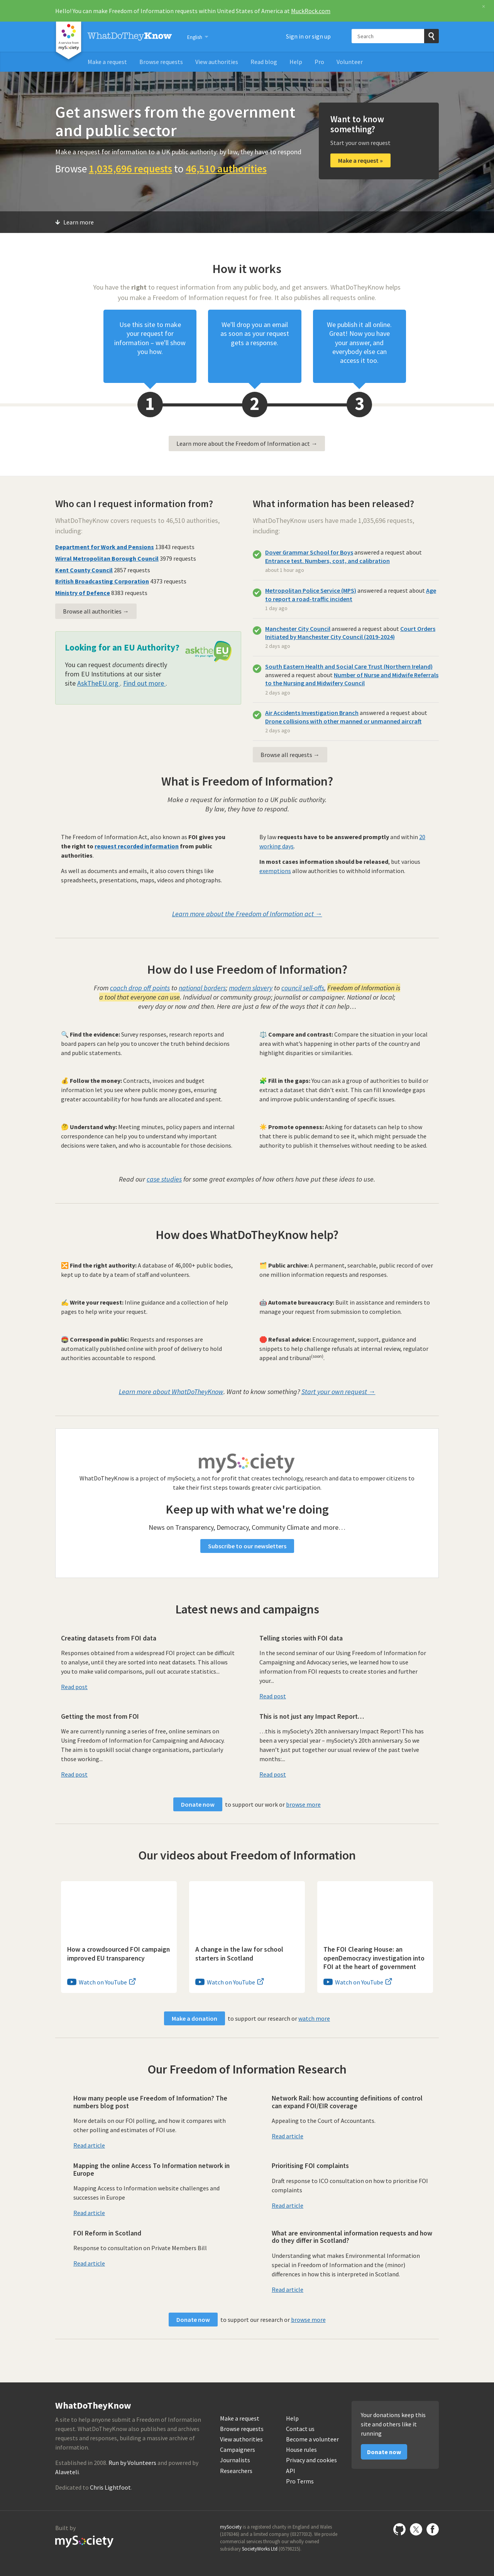 Hello! You can make Freedom of Information requests within United States of America at MuckRock.com
×
A service from mySociety
WhatDoTheyKnow
English
Sign in or sign up
Search
Make a request
Browse requests
View authorities
Read blog
Help
Pro
Volunteer
Get answers from the government and public sector
Make a request for information to a UK public authority: by law, they have to respond
Browse 1,035,696 requests to 46,510 authorities
Want to know something?
Start your own request
Make a request »
Learn more
How it works
You have the right to request information from any public body, and get answers. WhatDoTheyKnow helps
you make a Freedom of Information request for free. It also publishes all requests online.
Use this site to make your request for information – we'll show you how.
We'll drop you an email as soon as your request gets a response.
We publish it all online. Great! Now you have your answer, and everybody else can access it too.
1
2
3
Learn more about the Freedom of Information act →
Who can I request information from?
WhatDoTheyKnow covers requests to 46,510 authorities, including:
Department for Work and Pensions 13843 requests
Wirral Metropolitan Borough Council 3979 requests
Kent County Council 2857 requests
British Broadcasting Corporation 4373 requests
Ministry of Defence 8383 requests
Browse all authorities →
Looking for an EU Authority?
asktheEU
You can request documents directly
from EU Institutions at our sister
site AskTheEU.org . Find out more .
What information has been released?
WhatDoTheyKnow users have made 1,035,696 requests, including:
Dover Grammar School for Boys answered a request about
Entrance test. Numbers, cost, and calibration
about 1 hour ago
Metropolitan Police Service (MPS) answered a request about Age
to report a road-traffic incident
1 day ago
Manchester City Council answered a request about Court Orders
Initiated by Manchester City Council (2019-2024)
2 days ago
South Eastern Health and Social Care Trust (Northern Ireland)
answered a request about Number of Nurse and Midwife Referrals
to the Nursing and Midwifery Council
2 days ago
Air Accidents Investigation Branch answered a request about
Drone collisions with other manned or unmanned aircraft
2 days ago
Browse all requests →
What is Freedom of Information?
Make a request for information to a UK public authority.
By law, they have to respond.
The Freedom of Information Act, also known as FOI gives you
the right to request recorded information from public
authorities.
As well as documents and emails, it also covers things like
spreadsheets, presentations, maps, videos and photographs.
By law requests have to be answered promptly and within 20
working days.
In most cases information should be released, but various
exemptions allow authorities to withhold information.
Learn more about the Freedom of Information act →
How do I use Freedom of Information?
From coach drop off points to national borders; modern slavery to council sell-offs, Freedom of Information is
a tool that everyone can use. Individual or community group; journalist or campaigner. National or local;
every day or now and then. Here are just a few of the ways that it can help…
🔍 Find the evidence: Survey responses, research reports and
board papers can help you to uncover the truth behind decisions
and public statements.
⚖️ Compare and contrast: Compare the situation in your local
area with what's happening in other parts of the country and
highlight disparities or similarities.
💰 Follow the money: Contracts, invoices and budget
information let you see where public money goes, ensuring
greater accountability for how funds are allocated and spent.
🧩 Fill in the gaps: You can ask a group of authorities to build or
extract a dataset that didn't exist. This can fill knowledge gaps
and improve public understanding of specific issues.
🤔 Understand why: Meeting minutes, policy papers and internal
correspondence can help you to understand why important
decisions were taken, and who is accountable for those decisions.
☀️ Promote openness: Asking for datasets can help to show
that there is public demand to see it, which might persuade the
authority to publish it themselves without needing to be asked.
Read our case studies for some great examples of how others have put these ideas to use.
How does WhatDoTheyKnow help?
🔀 Find the right authority: A database of 46,000+ public bodies,
kept up to date by a team of staff and volunteers.
🗂️ Public archive: A permanent, searchable, public record of over
one million information requests and responses.
✍️ Write your request: Inline guidance and a collection of help
pages to help write your request.
🤖 Automate bureaucracy: Built in assistance and reminders to
manage your request from submission to completion.
Correspond in public: Requests and responses are
automatically published online with proof of delivery to hold
authorities accountable to respond.
🛑 Refusal advice: Encouragement, support, guidance and
snippets to help challenge refusals at internal review, regulator
appeal and tribunal
Learn more about WhatDoTheyKnow. Want to know something? Start your own request →
mySociety
WhatDoTheyKnow is a project of mySociety, a not for profit that creates technology, research and data to empower citizens to
take their first steps towards greater civic participation.
Keep up with what we're doing
News on Transparency, Democracy, Community Climate and more…
Subscribe to our newsletters
Latest news and campaigns
Creating datasets from FOI data
Responses obtained from a widespread FOI project can be difficult
to analyse, until they are sorted into neat datasets. This allows
you to make valid comparisons, pull out accurate statistics...
Read post
Telling stories with FOI data
In the second seminar of our Using Freedom of Information for
Campaigning and Advocacy series, we learned how to use
information from FOI requests to create stories and further
your...
Read post
Getting the most from FOI
We are currently running a series of free, online seminars on
Using Freedom of Information for Campaigning and Advocacy.
The aim is to upskill social change organisations, particularly
those working...
Read post
This is not just any Impact Report…
…this is mySociety's 20th anniversary Impact Report! This has
been a very special year – mySociety's 20th anniversary. So we
haven't just put together our usual review of the past twelve
months:...
Read post
Donate now to support our work or browse more
Our videos about Freedom of Information
How a crowdsourced FOI campaign improved EU transparency
Watch on YouTube
A change in the law for school starters in Scotland
Watch on YouTube
The FOI Clearing House: an openDemocracy investigation into FOI at the heart of government
Watch on YouTube
Make a donation to support our research or watch more
Our Freedom of Information Research
How many people use Freedom of Information? The
numbers blog post
More details on our FOI polling, and how it compares with
other polling and estimates of FOI use.
Read article
Network Rail: how accounting definitions of control
can expand FOI/EIR coverage
Appealing to the Court of Accountants.
Read article
Mapping the online Access To Information network in
Europe
Mapping Access to Information website challenges and
successes in Europe
Read article
Prioritising FOI complaints
Draft response to ICO consultation on how to prioritise FOI
complaints
Read article
FOI Reform in Scotland
Response to consultation on Private Members Bill
Read article
What are environmental information requests and how
do they differ in Scotland?
Understanding what makes Environmental Information
special in Freedom of Information and the (minor)
differences in how this is interpreted in Scotland.
Read article
Donate now to support our research or browse more
WhatDoTheyKnow
A site to help anyone submit a Freedom of Information
request. WhatDoTheyKnow also publishes and archives
requests and responses, building a massive archive of
information.
Established in 2008. Run by Volunteers and powered by
Alaveteli.
Dedicated to Chris Lightfoot.
Make a request
Browse requests
View authorities
Campaigners
Journalists
Researchers
Help
Contact us
Become a volunteer
House rules
Privacy and cookies
API
Pro Terms
Your donations keep this
site and others like it
running
Donate now
Built by
mySociety
mySociety is a registered charity in England and Wales
(1076346) and a limited company (03277032). We provide
commercial services through our wholly owned
subsidiary SocietyWorks Ltd (05798215).